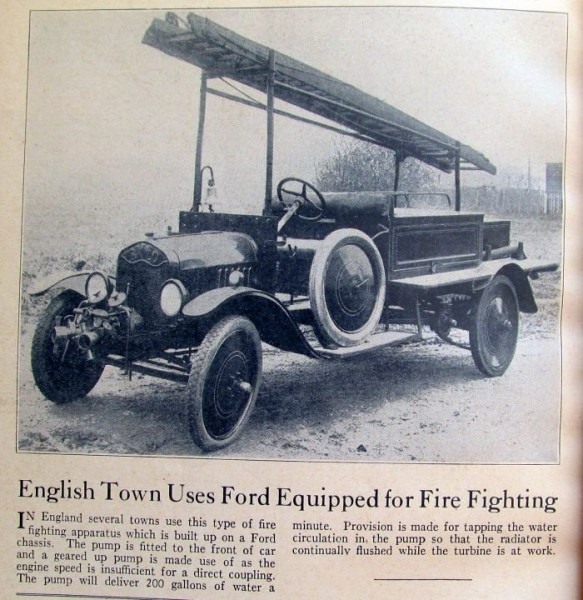 English Town Uses Ford Equipped for Fire Fighting
IN England several towns use this type of fire
fighting apparatus which is built up on a Ford
chassis. The pump is fitted to the front of car
and a geared up pump is made use of as the
engine speed is insufficient for a direct coupling.
The pump will deliver 200 gallons of water a
minute. Provision is made for tapping the water
circulation in the pump so that the radiator is
continually flushed while the turbine is at work.